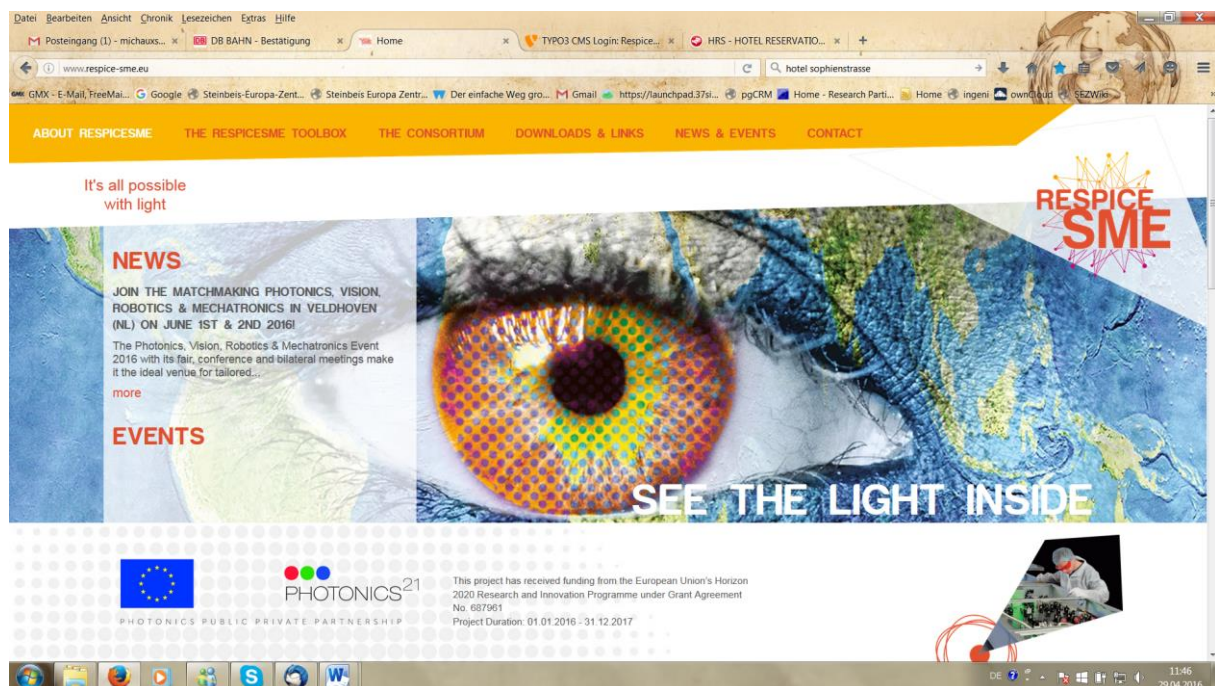 Datei Bearbeiten Ansicht Chronik Lesezeichen Extras Hilfe
Posteingang (1) - michauxs... × DB BAHN - Bestätigung × Home × TYPO3 CMS Login: Respice... × HRS - HOTEL RESERVATIO... × +
www.respice-sme.eu
hotel sophienstrasse
GMX - E-Mail, FreeMai... Google Steinbeis-Europa-Zent... Steinbeis Europa Zentr... Der einfache Weg gro... Gmail https://launchpad.37si... pgCRM Home - Research Parti... Home ingeni ownCloud SEZWiki
ABOUT RESPICESME THE RESPICESME TOOLBOX THE CONSORTIUM DOWNLOADS & LINKS NEWS & EVENTS CONTACT
It's all possible
with light
RESPICE
SME
NEWS
JOIN THE MATCHMAKING PHOTONICS, VISION,
ROBOTICS & MECHATRONICS IN VELDHOVEN
(NL) ON JUNE 1ST & 2ND 2016!
The Photonics, Vision, Robotics & Mechatronics Event
2016 with its fair, conference and bilateral meetings make
it the ideal venue for tailored...
more
EVENTS
SEE THE LIGHT INSIDE
PHOTONICS21
PHOTONICS PUBLIC PRIVATE PARTNERSHIP
This project has received funding from the European Union's Horizon
2020 Research and Innovation Programme under Grant Agreement
No. 687961
Project Duration: 01.01.2016 - 31.12.2017
DE
11:46
29.04.2016